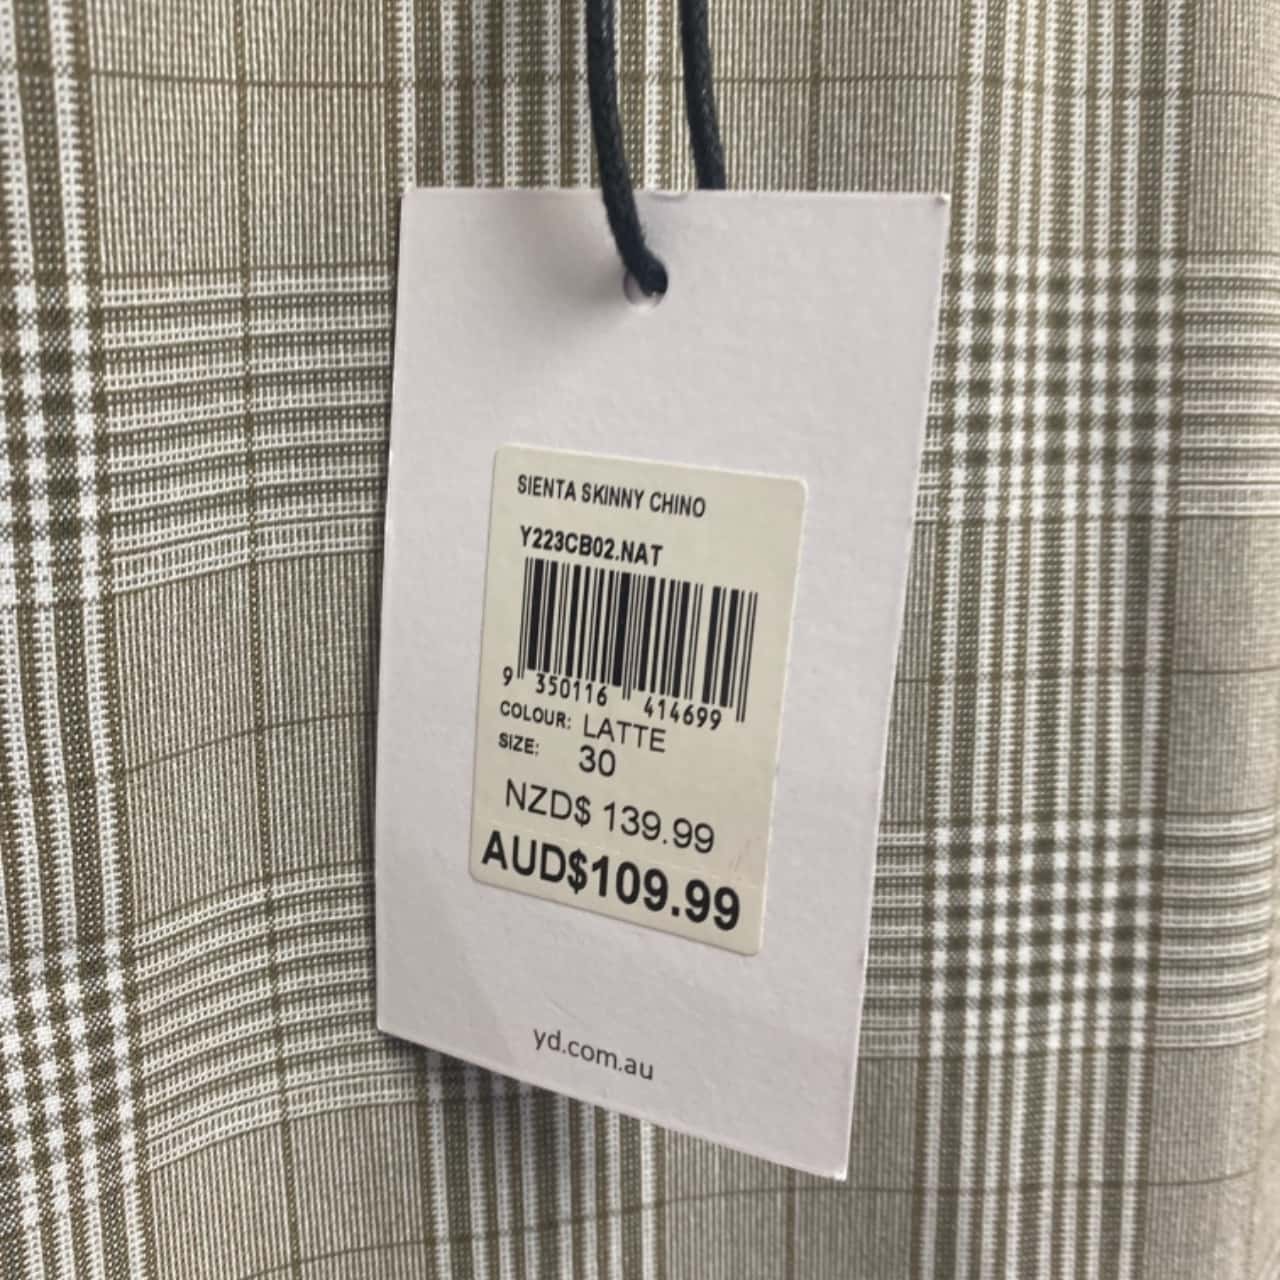 SIENTA SKINNY CHINO
Y223CB02.NAT
9 350116 414699
COLOUR: LATTE
SIZE: 30
NZD$ 139.99
AUD$109.99
yd.com.au